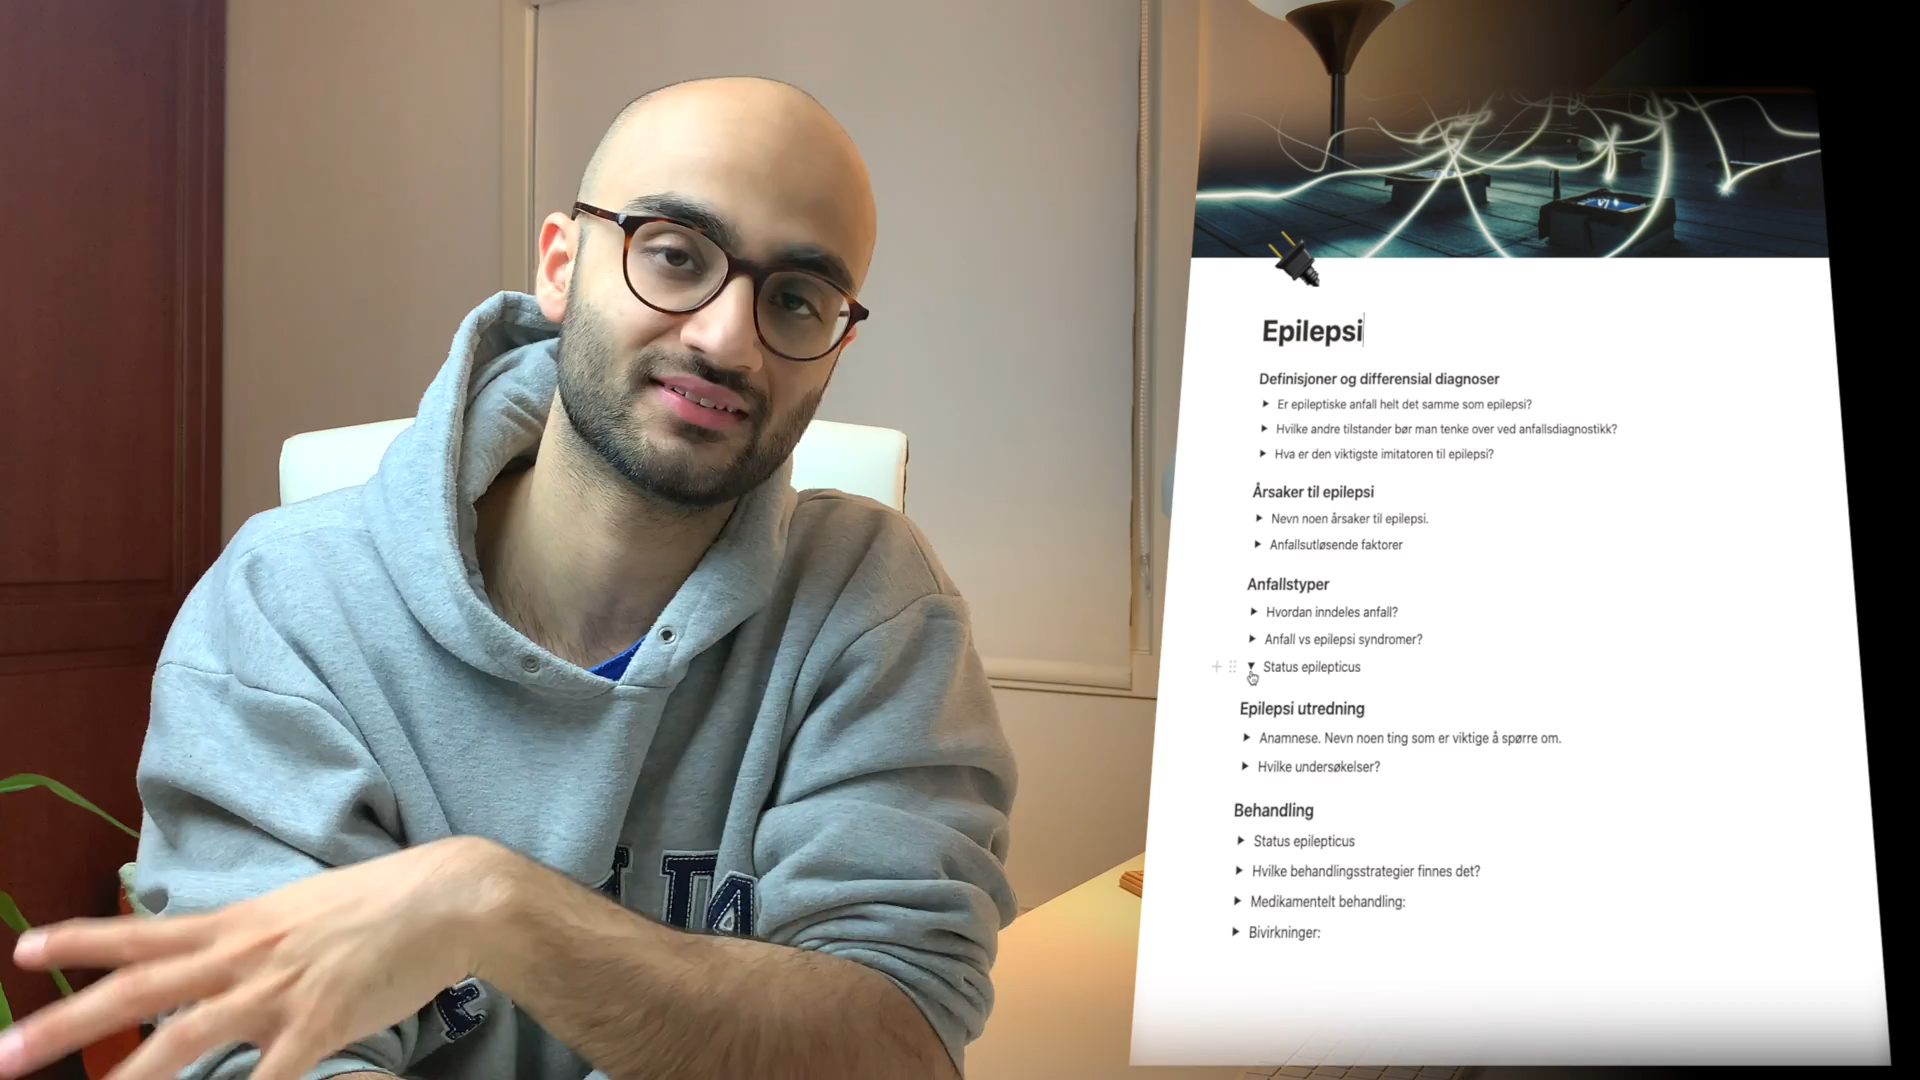 Epilepsi
Definisjoner og differensial diagnoser
Er epileptiske anfall helt det samme som epilepsi?
Hvilke andre tilstander bør man tenke over ved anfallsdiagnostikk?
Hva er den viktigste imitatoren til epilepsi?
Årsaker til epilepsi
Nevn noen årsaker til epilepsi.
Anfallsutløsende faktorer
Anfallstyper
Hvordan inndeles anfall?
Anfall vs epilepsi syndromer?
Status epilepticus
Epilepsi utredning
Anamnese. Nevn noen ting som er viktige å spørre om.
Hvilke undersøkelser?
Behandling
Status epilepticus
Hvilke behandlingsstrategier finnes det?
Medikamentelt behandling:
Bivirkninger: